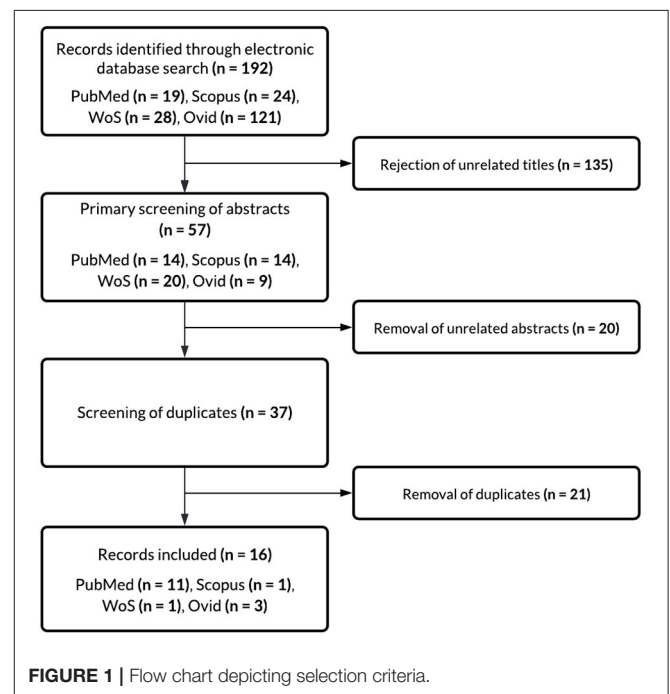 Records identified through electronic
database search (n = 192)
PubMed (n = 19), Scopus (n = 24),
WoS (n = 28), Ovid (n = 121)
Rejection of unrelated titles (n = 135)
Primary screening of abstracts
(n = 57)
PubMed (n = 14), Scopus (n = 14),
WoS (n = 20), Ovid (n = 9)
Removal of unrelated abstracts (n = 20)
Screening of duplicates (n = 37)
Removal of duplicates (n = 21)
Records included (n = 16)
PubMed (n = 11), Scopus (n = 1),
WoS (n = 1), Ovid (n = 3)
FIGURE 1 | Flow chart depicting selection criteria.